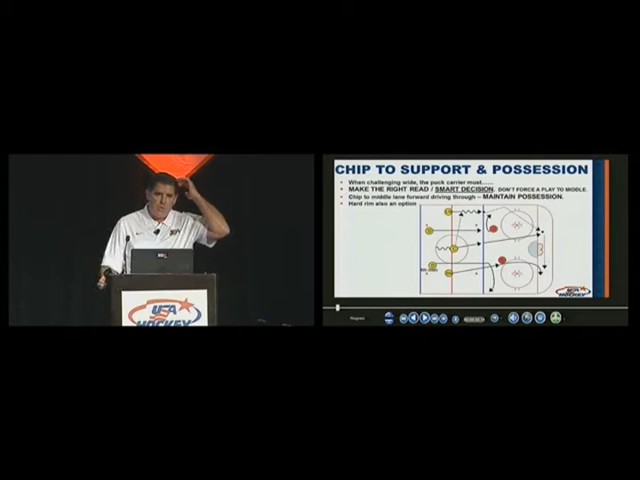 CHIP TO SUPPORT & POSSESSION
• When challenging wide, the puck carrier must……
• MAKE THE RIGHT READ / SMART DECISION. DON'T FORCE A PLAY TO MIDDLE.
• Chip to middle lane forward driving through – MAINTAIN POSSESSION.
• Hard rim also an option
USA
HOCKEY
USA
HOCKEY